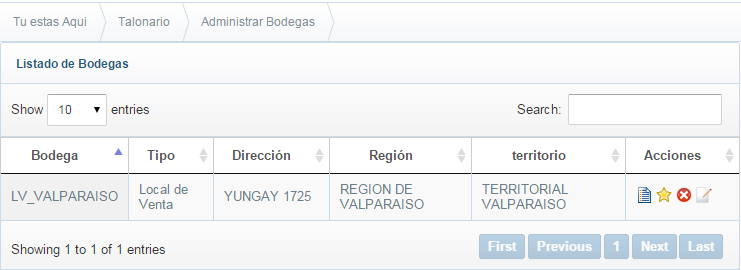 Tu estas Aqui Talonario Administrar Bodegas
Listado de Bodegas
Show 10 entries Search:
Bodega Tipo Dirección Región territorio Acciones
LV_VALPARAISO Local de Venta YUNGAY 1725 REGION DE VALPARAISO TERRITORIAL VALPARAISO
Showing 1 to 1 of 1 entries First Previous 1 Next Last